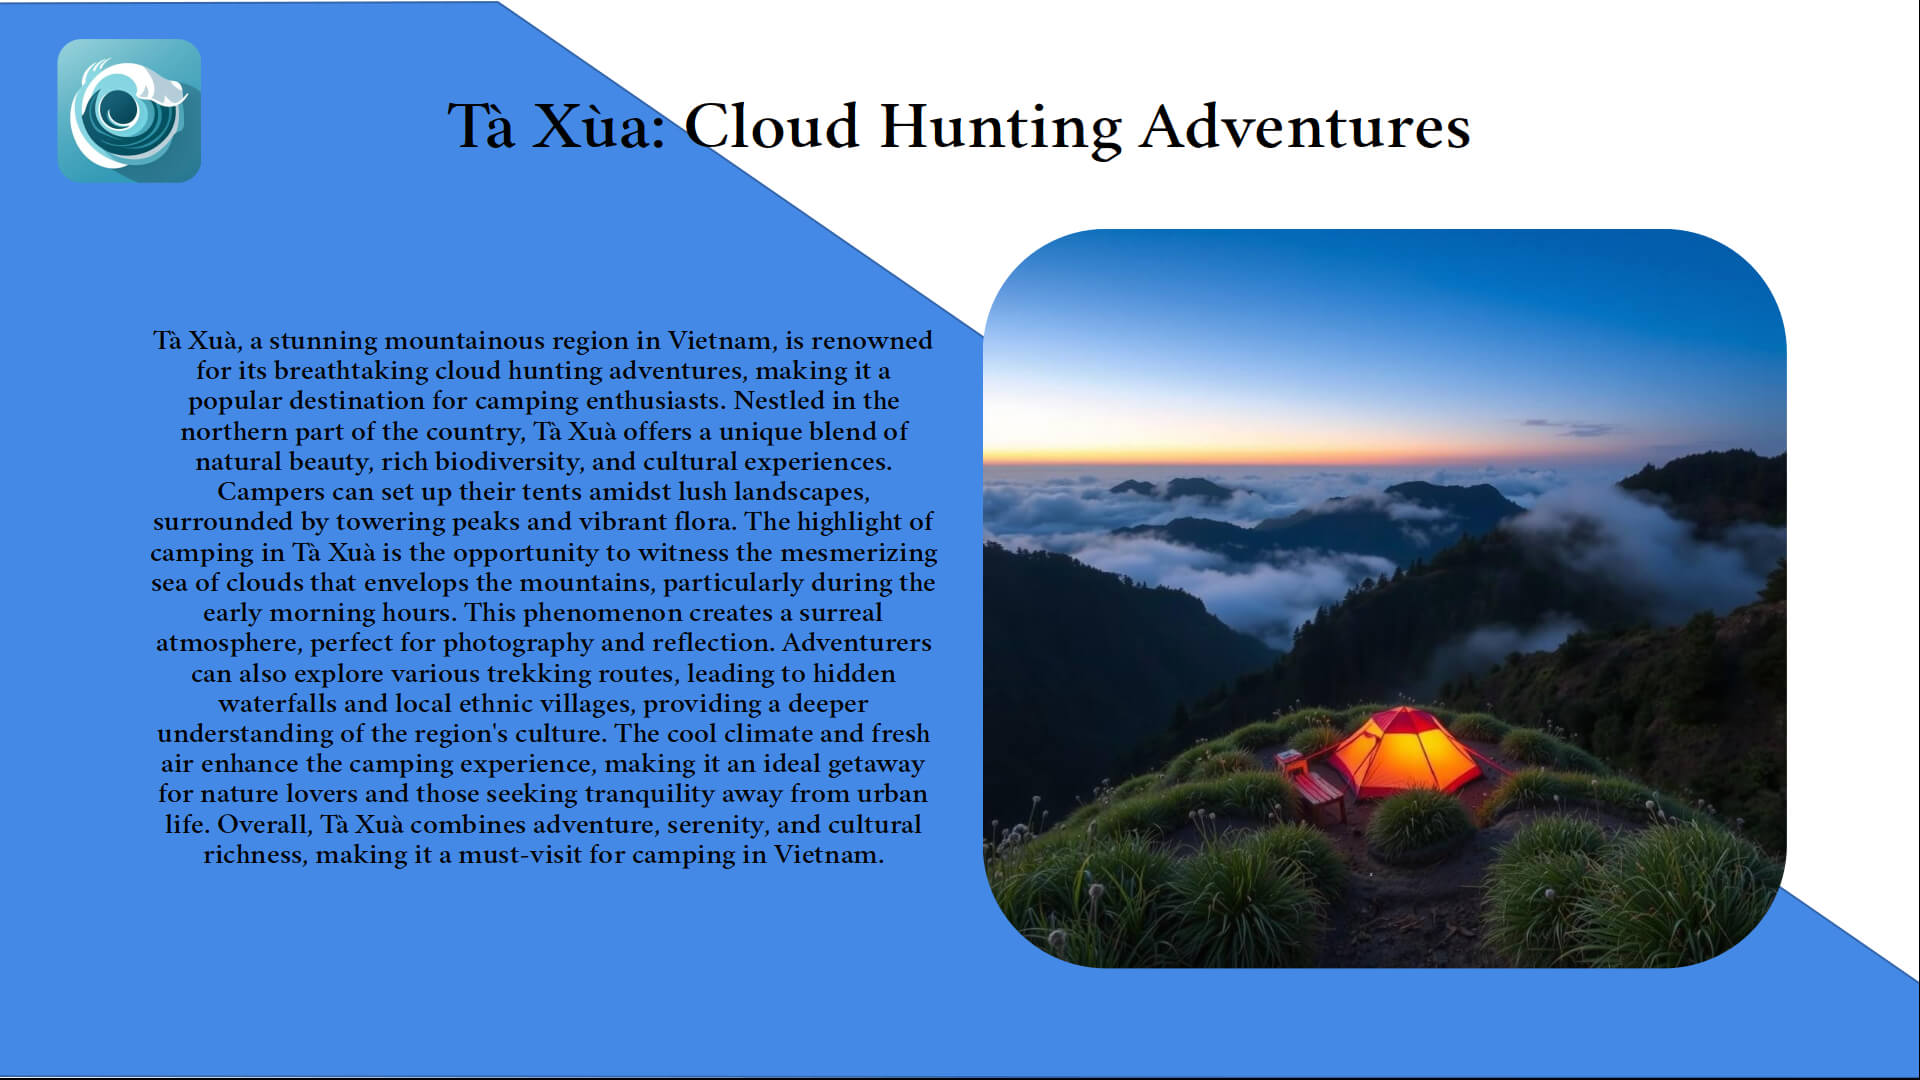 Tà Xùa: Cloud Hunting Adventures
Tà Xuà, a stunning mountainous region in Vietnam, is renowned
for its breathtaking cloud hunting adventures, making it a
popular destination for camping enthusiasts. Nestled in the
northern part of the country, Tà Xuà offers a unique blend of
natural beauty, rich biodiversity, and cultural experiences.
Campers can set up their tents amidst lush landscapes,
surrounded by towering peaks and vibrant flora. The highlight of
camping in Tà Xuà is the opportunity to witness the mesmerizing
sea of clouds that envelops the mountains, particularly during the
early morning hours. This phenomenon creates a surreal
atmosphere, perfect for photography and reflection. Adventurers
can also explore various trekking routes, leading to hidden
waterfalls and local ethnic villages, providing a deeper
understanding of the region's culture. The cool climate and fresh
air enhance the camping experience, making it an ideal getaway
for nature lovers and those seeking tranquility away from urban
life. Overall, Tà Xuà combines adventure, serenity, and cultural
richness, making it a must-visit for camping in Vietnam.